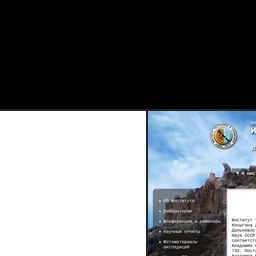 О нас
Об Институте
Лаборатории
Конференции и семинары
Научные отчеты
Фотоматериалы
экспедиций
Институт
Косыгина
Дальневос
наук СССР
соответст
Академии
732. Пост
Академии